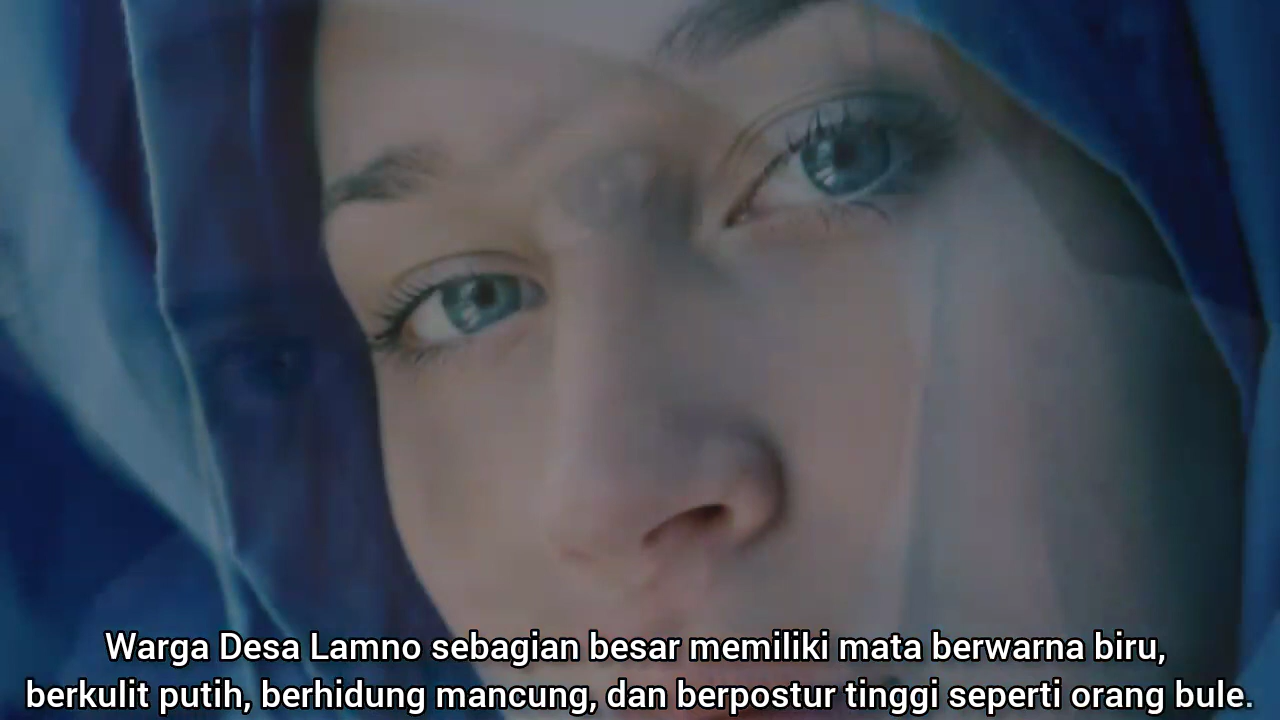 Warga Desa Lamno sebagian besar memiliki mata berwarna biru,
berkulit putih, berhidung mancung, dan berpostur tinggi seperti orang bule.